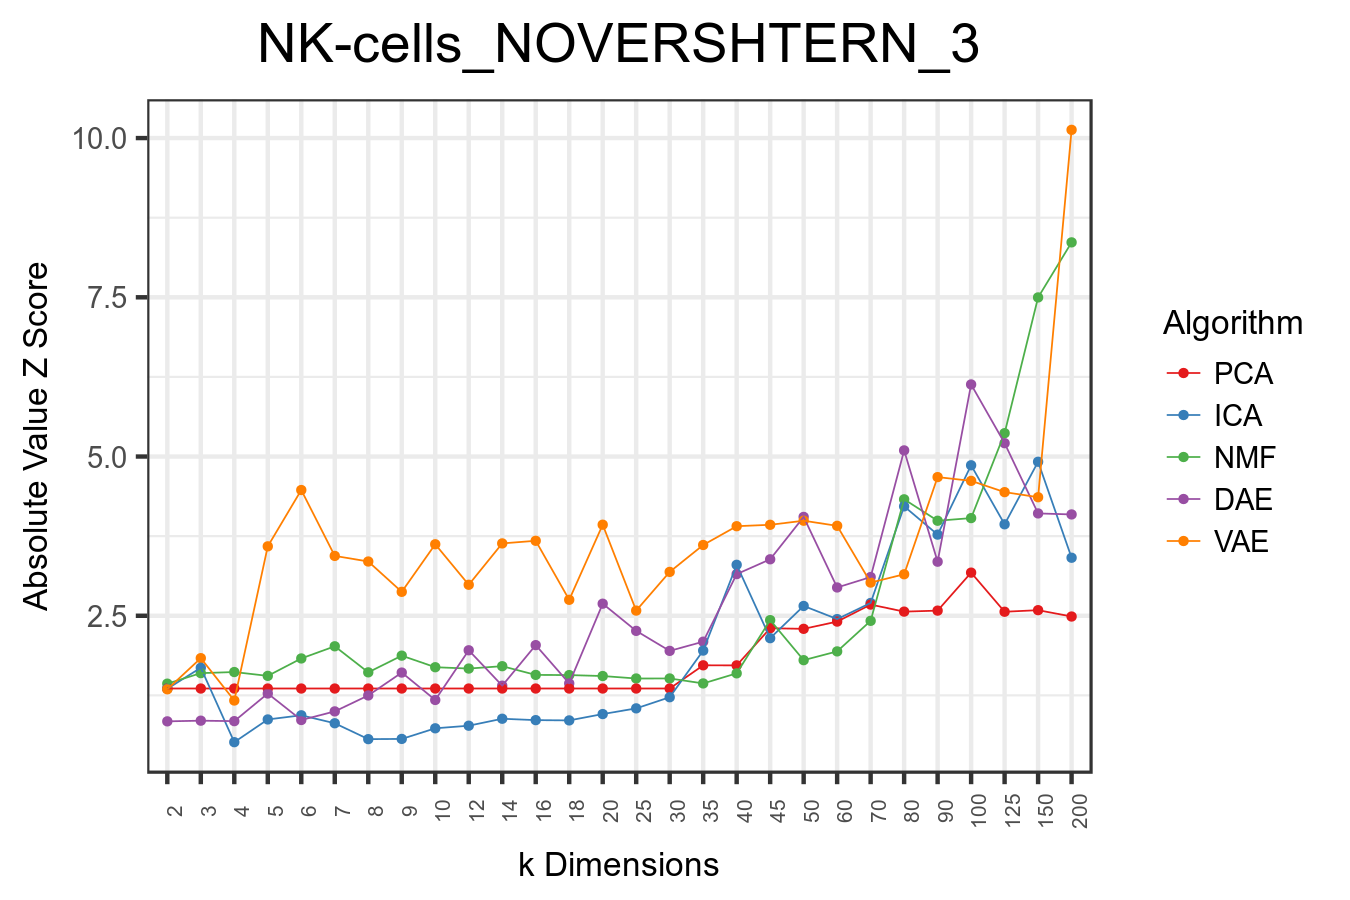 NK-cells_NOVERSHTERN_3
Absolute Value Z Score
10.0
7.5
5.0
2.5
2 3 4 5 6 7 8 9 10 12 14 16 18 20 25 30 35 40 45 50 60 70 80 90 100 125 150 200
k Dimensions
Algorithm
PCA
ICA
NMF
DAE
VAE